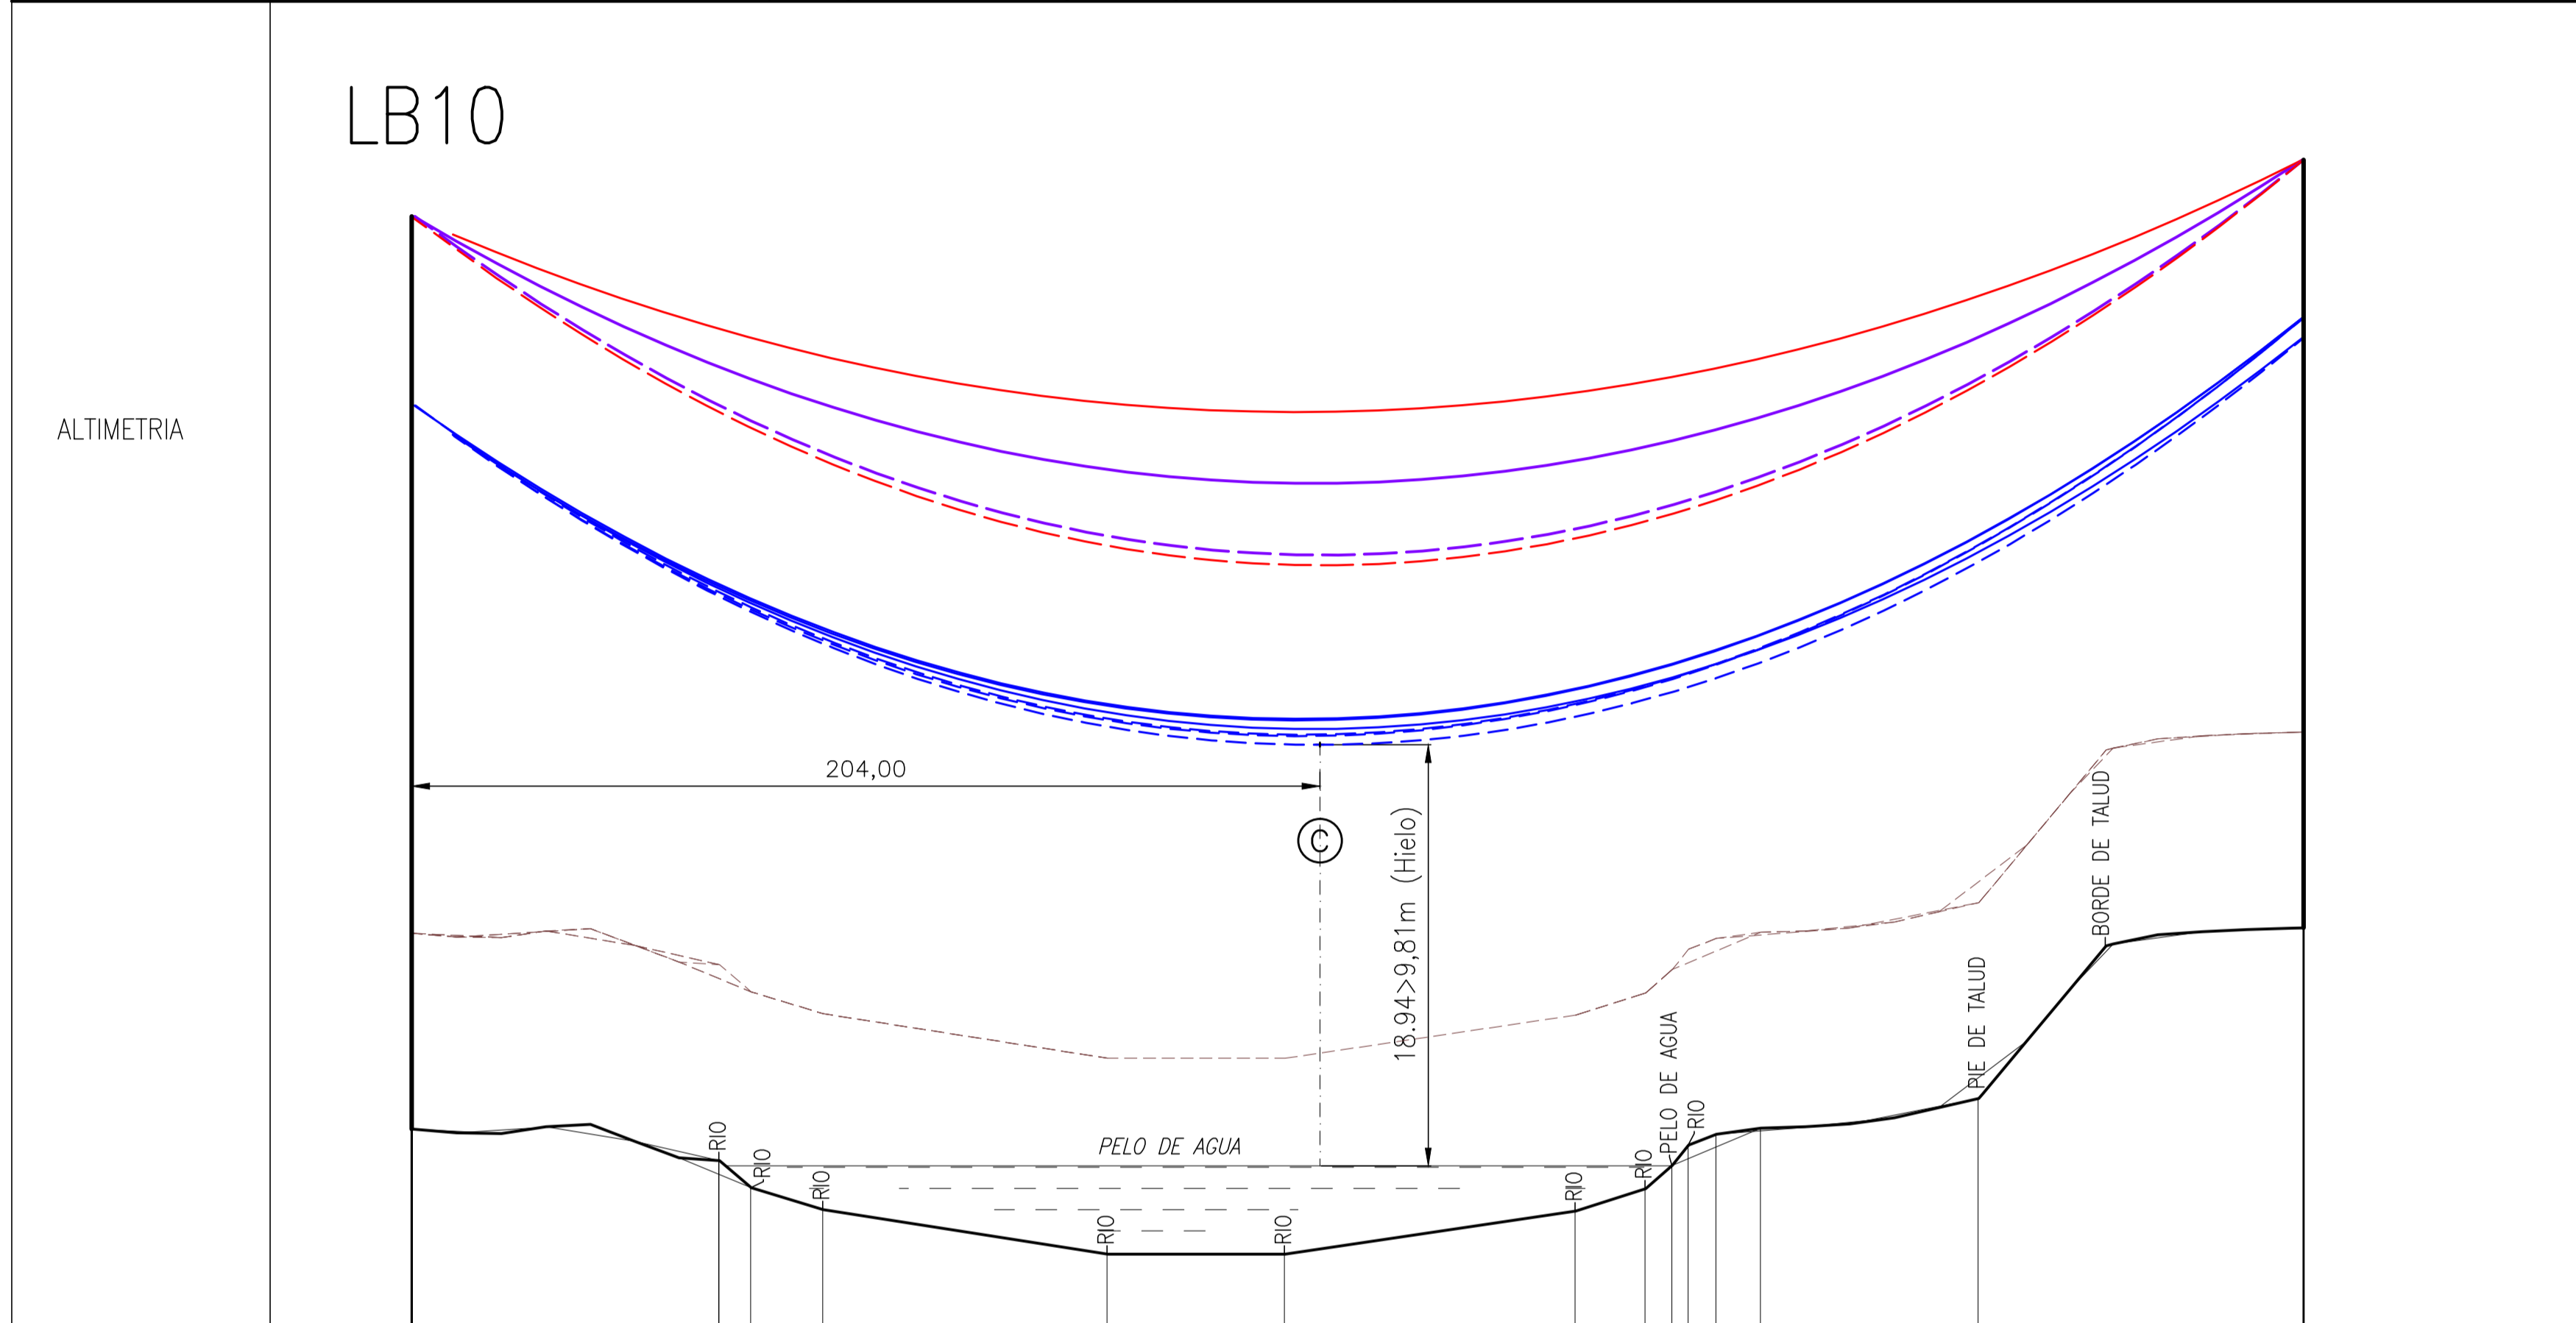 LB10
ALTIMETRIA
204,00
C
18.94>9,81m (Hielo)
BORDE DE TALUD
PIE DE TALUD
PELO DE AGUA
RIO
PELO DE AGUA
RIO
RIO
RIO
RIO
RIO
RIO
RIO